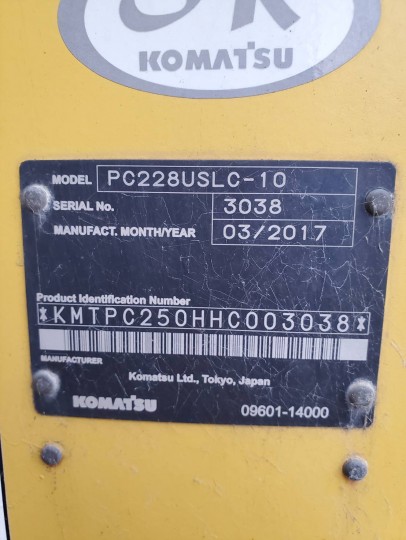 KOMATSU
MODEL PC228USLC-10
SERIAL No. 3038
MANUFACT. MONTH/YEAR 03/2017
Product Identification Number
*KMTPC250HHC003038*
MANUFACTURER
Komatsu Ltd., Tokyo, Japan
KOMATSU 09601-14000